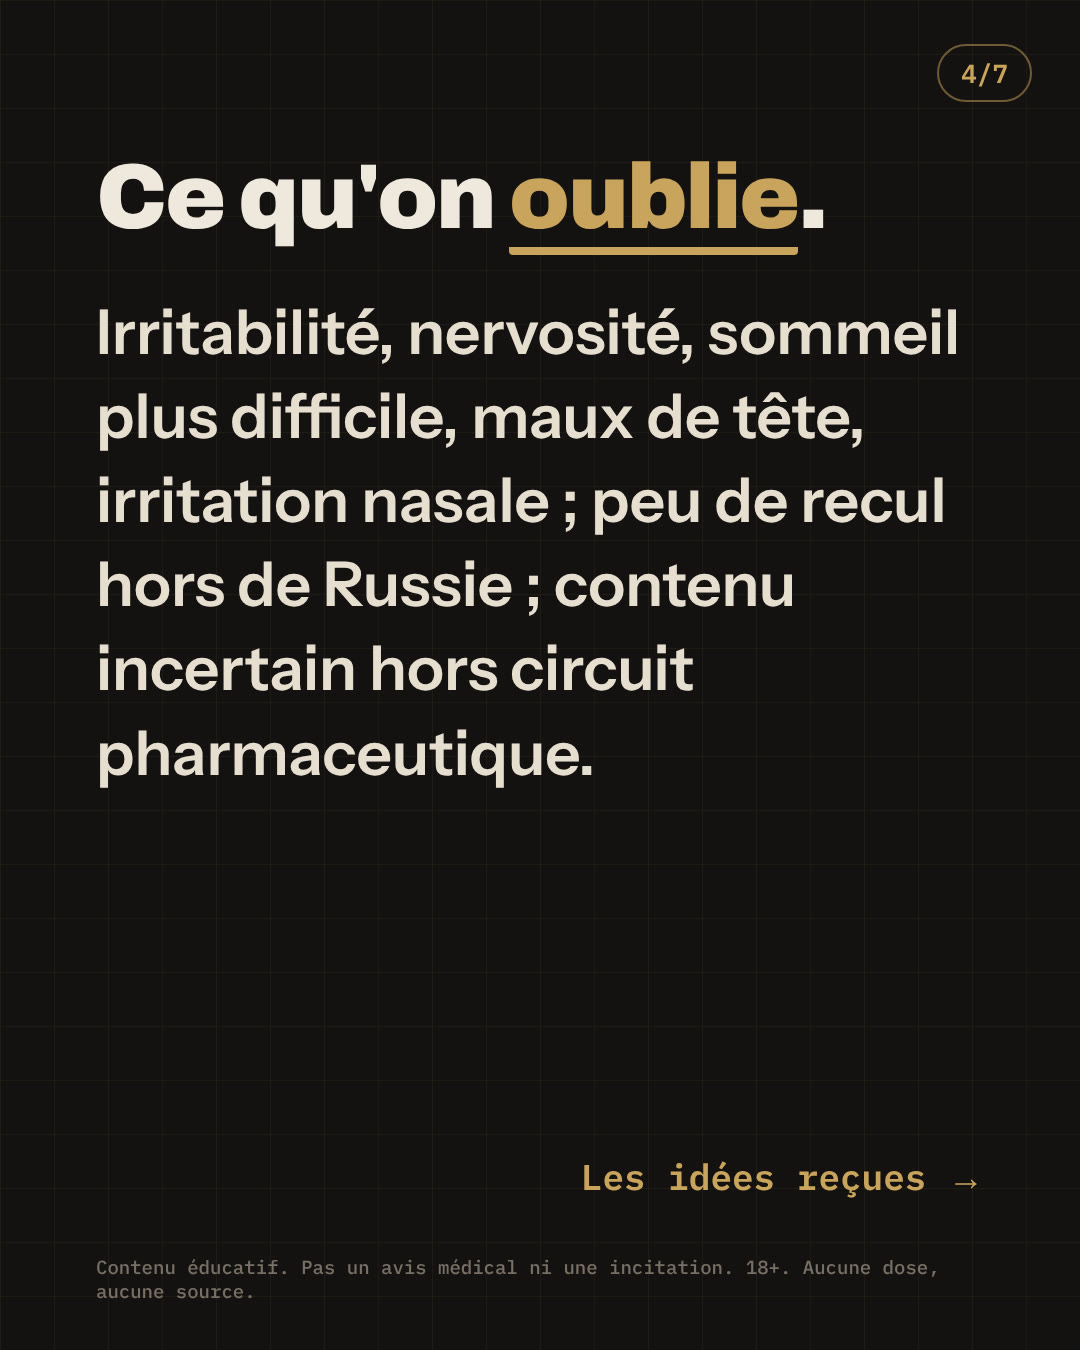 4/7
Ce qu'on oublie.
Irritabilité, nervosité, sommeil
plus difficile, maux de tête,
irritation nasale ; peu de recul
hors de Russie ; contenu
incertain hors circuit
pharmaceutique.
Les idées reçues →
Contenu éducatif. Pas un avis médical ni une incitation. 18+. Aucune dose,
aucune source.